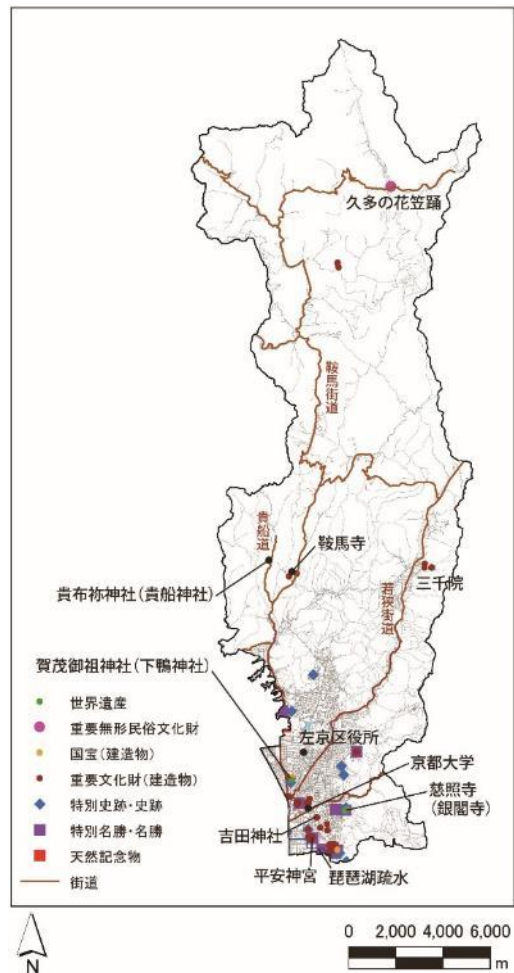 久多の花笠踊
鞍馬街道
貴船道
鞍馬寺
貴布祢神社(貴船神社)
三千院
若狭街道
賀茂御祖神社(下鴨神社)
世界遺産
重要無形民俗文化財
国宝(建造物)
重要文化財(建造物)
特別史跡・史跡
特別名勝・名勝
天然記念物
街道
左京区役所
京都大学
慈照寺
(銀閣寺)
吉田神社
平安神宮
琵琶湖疏水
N
0 2,000 4,000 6,000
m